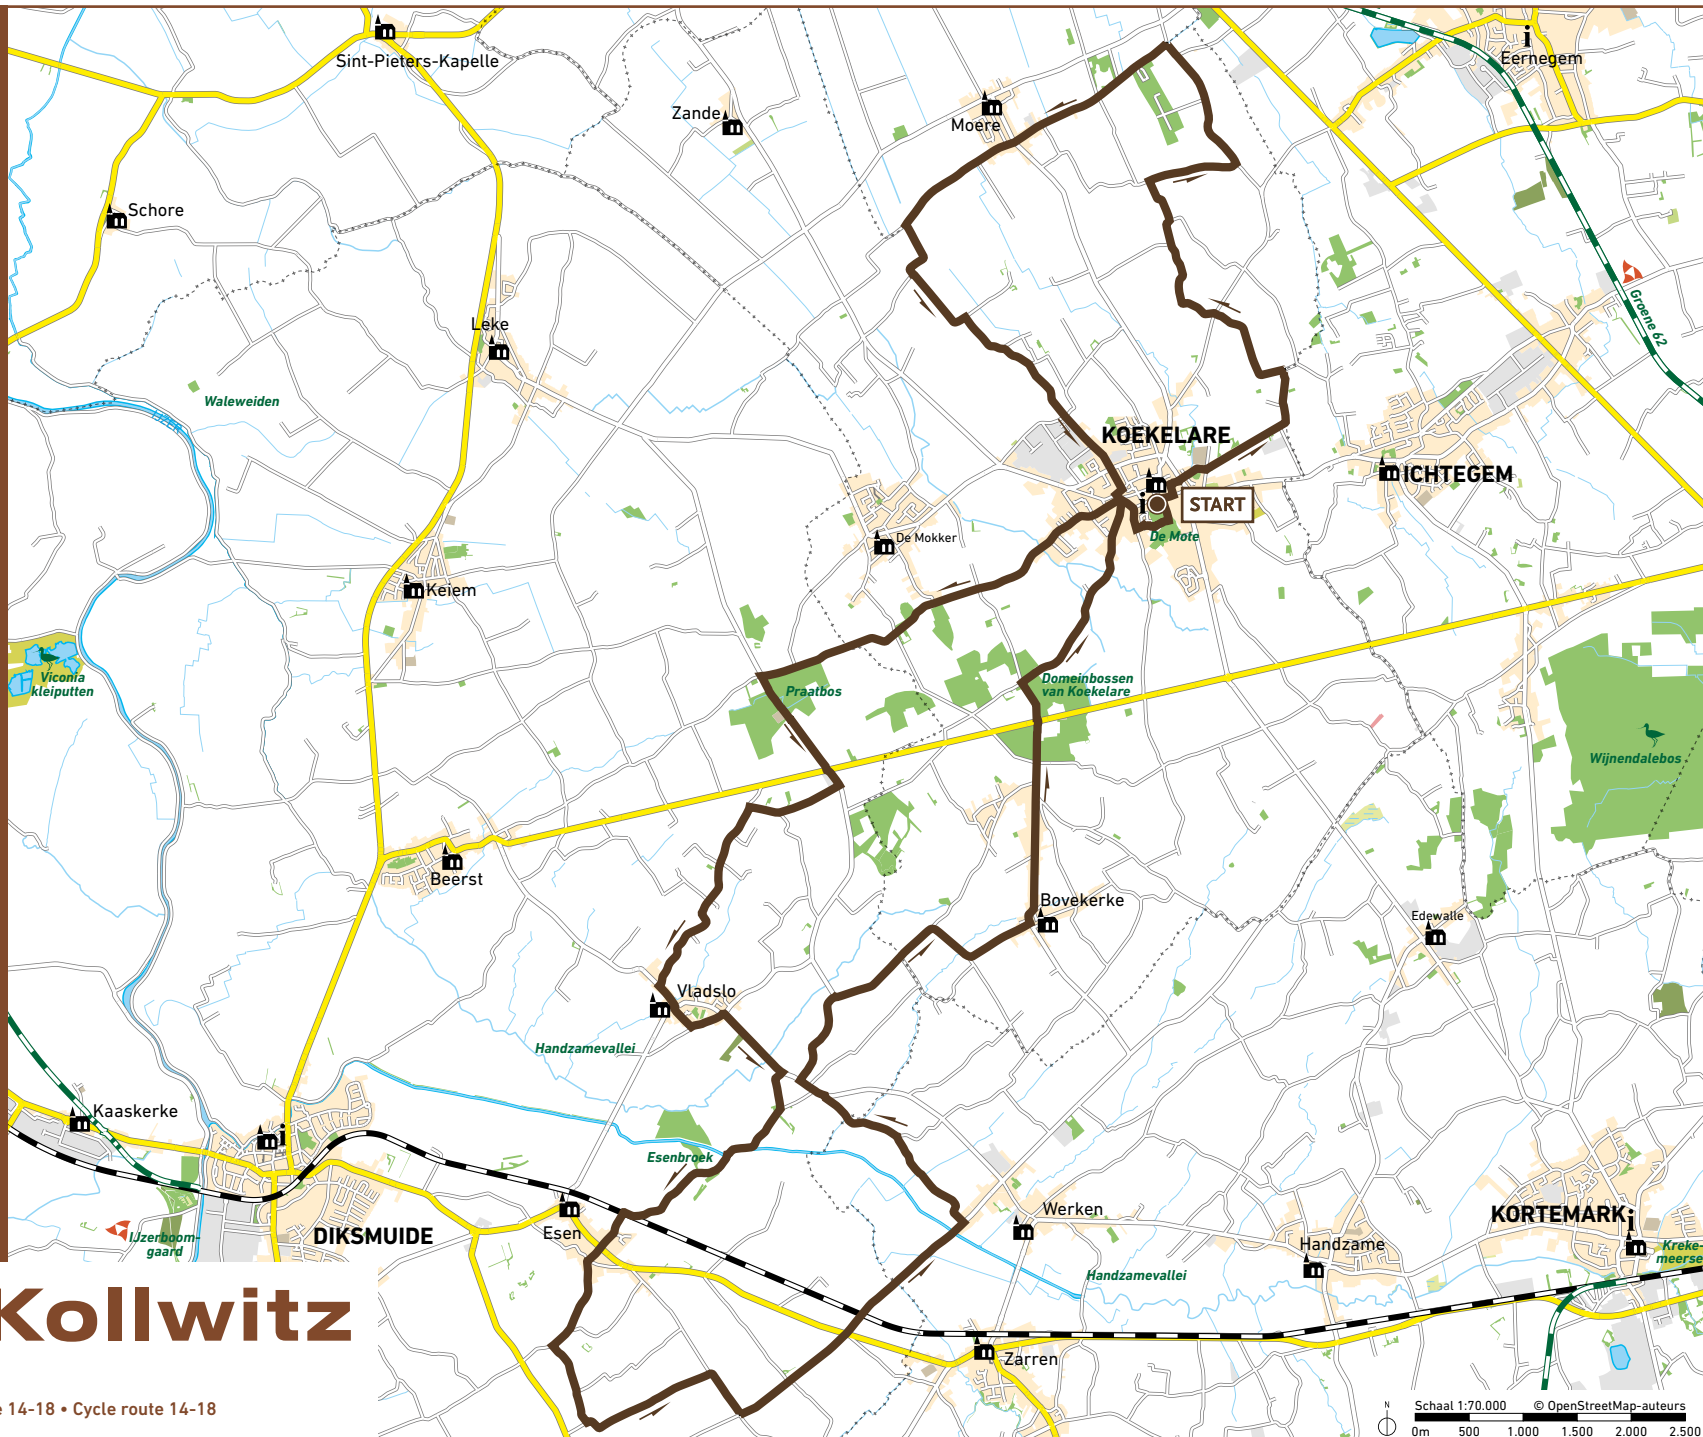 Sint-Pieters-Kapelle
Eernegem
Zande
Moere
Schore
Groene 62
Leke
Waleweiden
IJZER
KOEKELARE
ICHTEGEM
START
De Mote
De Mokker
Keiem
Viconia
kleiputten
Praatbos
Domeinbossen
van Koekelare
Wijnendalebos
Beerst
Bovekerke
Edewalle
Vladslo
Handzamevallei
Kaaskerke
Esenbroek
Werken
KORTEMARK
DIKSMUIDE
Esen
IJzerboom-
gaard
Handzame
Kreke-
meerse
Handzamevallei
Kollwitz
Zarren
14-18 • Cycle route 14-18
N
Schaal 1:70.000 © OpenStreetMap-auteurs
0m 500 1.000 1.500 2.000 2.500